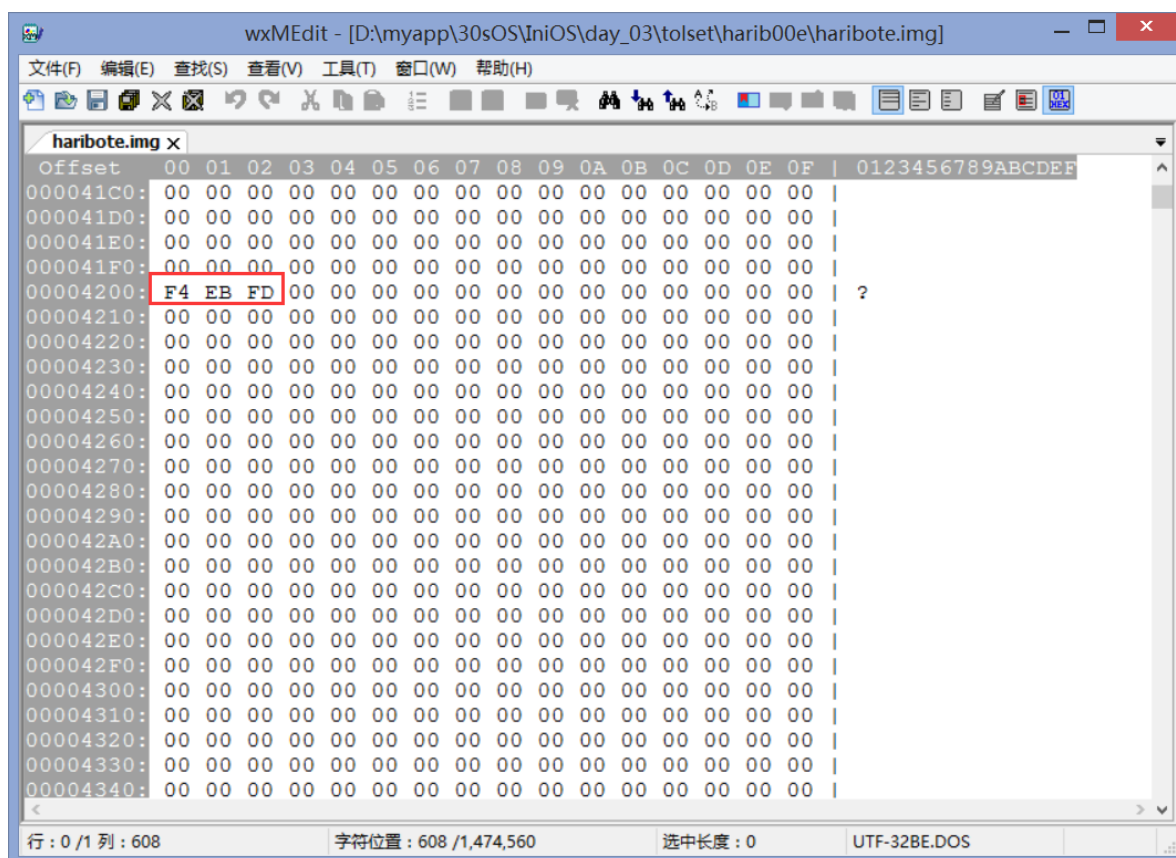 wxMEdit - [D:\myapp\30sOS\IniOS\day_03\tolset\harib00e\haribote.img]
文件(F) 编辑(E) 查找(S) 查看(V) 工具(T) 窗口(W) 帮助(H)
haribote.img x
Offset 00 01 02 03 04 05 06 07 08 09 0A 0B 0C 0D 0E 0F | 0123456789ABCDEF
000041C0: 00 00 00 00 00 00 00 00 00 00 00 00 00 00 00 00 |
000041D0: 00 00 00 00 00 00 00 00 00 00 00 00 00 00 00 00 |
000041E0: 00 00 00 00 00 00 00 00 00 00 00 00 00 00 00 00 |
000041F0: 00 00 00 00 00 00 00 00 00 00 00 00 00 00 00 00 |
00004200: F4 EB FD 00 00 00 00 00 00 00 00 00 00 00 00 00 | ?
00004210: 00 00 00 00 00 00 00 00 00 00 00 00 00 00 00 00 |
00004220: 00 00 00 00 00 00 00 00 00 00 00 00 00 00 00 00 |
00004230: 00 00 00 00 00 00 00 00 00 00 00 00 00 00 00 00 |
00004240: 00 00 00 00 00 00 00 00 00 00 00 00 00 00 00 00 |
00004250: 00 00 00 00 00 00 00 00 00 00 00 00 00 00 00 00 |
00004260: 00 00 00 00 00 00 00 00 00 00 00 00 00 00 00 00 |
00004270: 00 00 00 00 00 00 00 00 00 00 00 00 00 00 00 00 |
00004280: 00 00 00 00 00 00 00 00 00 00 00 00 00 00 00 00 |
00004290: 00 00 00 00 00 00 00 00 00 00 00 00 00 00 00 00 |
000042A0: 00 00 00 00 00 00 00 00 00 00 00 00 00 00 00 00 |
000042B0: 00 00 00 00 00 00 00 00 00 00 00 00 00 00 00 00 |
000042C0: 00 00 00 00 00 00 00 00 00 00 00 00 00 00 00 00 |
000042D0: 00 00 00 00 00 00 00 00 00 00 00 00 00 00 00 00 |
000042E0: 00 00 00 00 00 00 00 00 00 00 00 00 00 00 00 00 |
000042F0: 00 00 00 00 00 00 00 00 00 00 00 00 00 00 00 00 |
00004300: 00 00 00 00 00 00 00 00 00 00 00 00 00 00 00 00 |
00004310: 00 00 00 00 00 00 00 00 00 00 00 00 00 00 00 00 |
00004320: 00 00 00 00 00 00 00 00 00 00 00 00 00 00 00 00 |
00004330: 00 00 00 00 00 00 00 00 00 00 00 00 00 00 00 00 |
00004340: 00 00 00 00 00 00 00 00 00 00 00 00 00 00 00 00 |
行:0 /1 列:608 字符位置:608 /1,474,560 选中长度:0 UTF-32BE.DOS